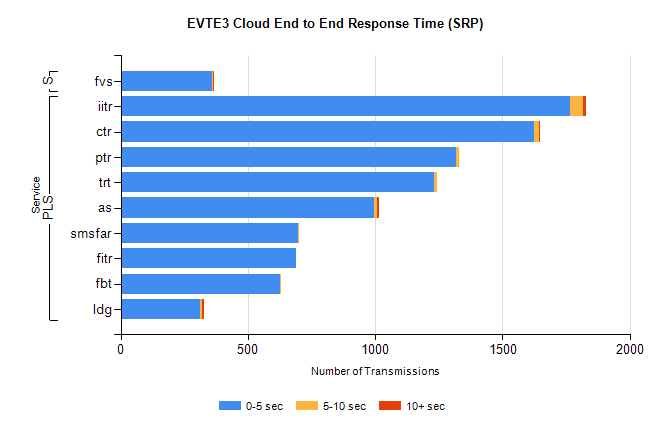 EVTE3 Cloud End to End Response Time (SRP)
S
fvs
iitr
ctr
ptr
trt
Service
PLS
as
smsfar
fitr
fbt
ldg
0 500 1000 1500 2000
Number of Transmissions
0-5 sec 5-10 sec 10+ sec